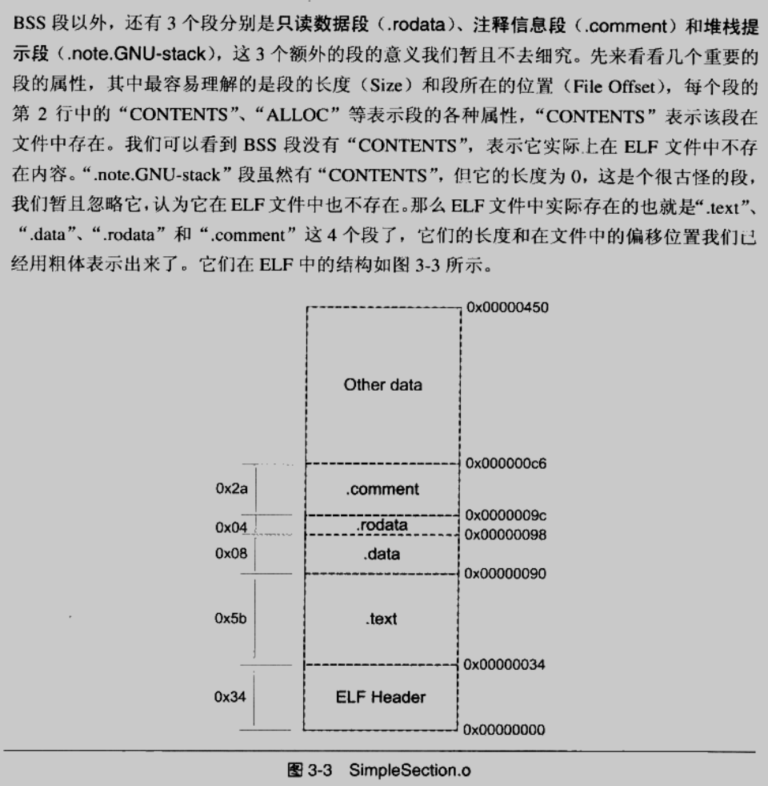 BSS 段以外，还有 3 个段分别是只读数据段（.rodata）、注释信息段（.comment）和堆栈提
示段（.note.GNU-stack），这 3 个额外的段的意义我们暂且不去细究。先来看看几个重要的
段的属性，其中最容易理解的是段的长度（Size）和段所在的位置（File Offset），每个段的
第 2 行中的“CONTENTS”、“ALLOC”等表示段的各种属性，“CONTENTS”表示该段在
文件中存在。我们可以看到 BSS 段没有“CONTENTS”，表示它实际上在 ELF 文件中不存
在内容。“.note.GNU-stack”段虽然有“CONTENTS”，但它的长度为 0，这是个很古怪的段，
我们暂且忽略它，认为它在 ELF 文件中也不存在。那么 ELF 文件中实际存在的也就是“.text”、
“.data”、“.rodata”和“.comment”这 4 个段了，它们的长度和在文件中的偏移位置我们已
经用粗体表示出来了。它们在 ELF 中的结构如图 3-3 所示。
0x00000450
Other data
0x000000c6
0x2a
.comment
0x0000009c
0x04
.rodata
0x00000098
0x08
.data
0x00000090
0x5b
.text
0x00000034
0x34
ELF Header
0x00000000
图 3-3 SimpleSection.o